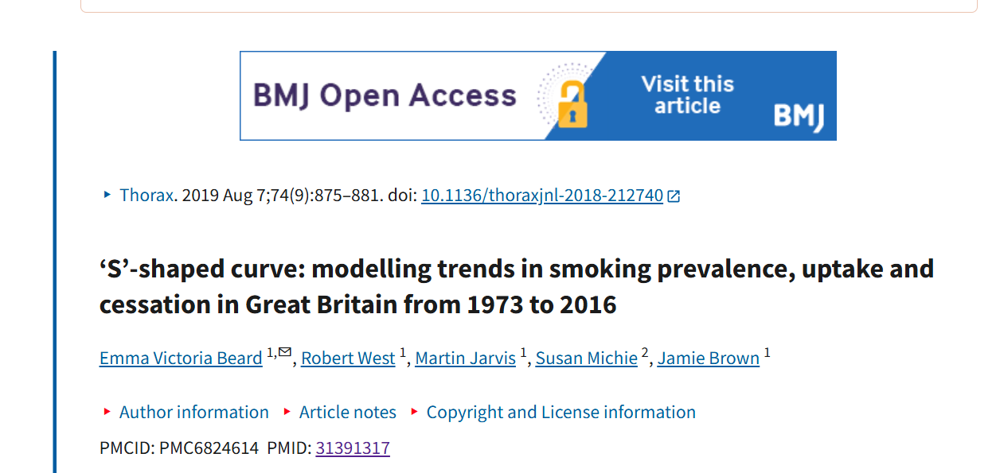 BMJ Open Access
Visit this
article
BMJ
Thorax. 2019 Aug 7;74(9):875–881. doi: 10.1136/thoraxjnl-2018-212740
‘S’-shaped curve: modelling trends in smoking prevalence, uptake and
cessation in Great Britain from 1973 to 2016
Emma Victoria Beard 1,✉, Robert West 1, Martin Jarvis 1, Susan Michie 2, Jamie Brown 1
Author information Article notes Copyright and License information
PMCID: PMC6824614 PMID: 31391317